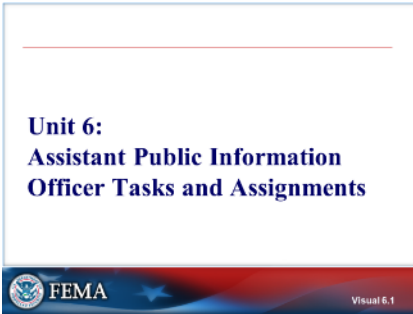 Unit 6:
Assistant Public Information
Officer Tasks and Assignments
FEMA
Visual 6.1